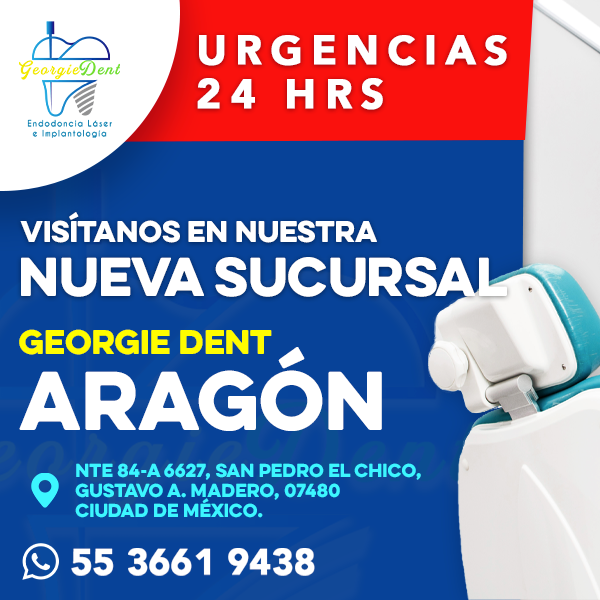 GeorgieDent
Endodoncia Láser
e Implantología
URGENCIAS
24 HRS
VISÍTANOS EN NUESTRA
NUEVA SUCURSAL
GEORGIE DENT
ARAGÓN
NTE 84-A 6627, SAN PEDRO EL CHICO,
GUSTAVO A. MADERO, 07480
CIUDAD DE MÉXICO.
55 3661 9438